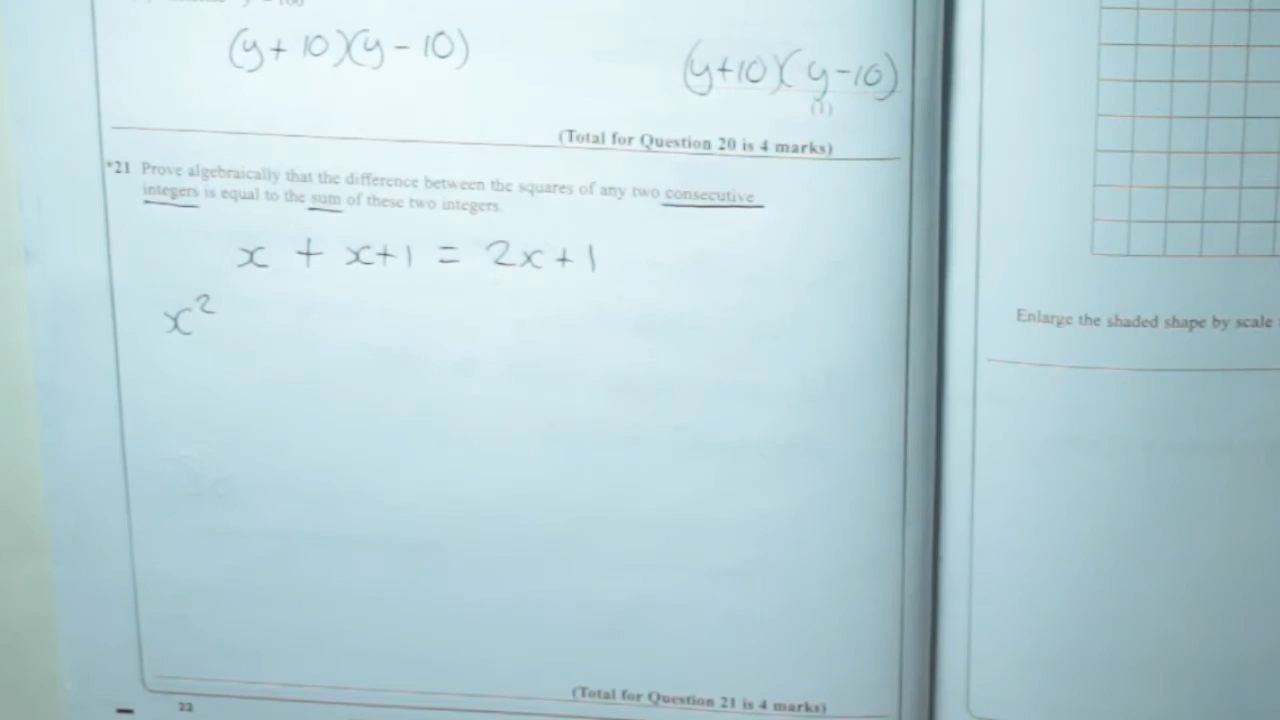 (y + 10)(y - 10)
(y+10)(y-10)
(1)
(Total for Question 20 is 4 marks)
*21 Prove algebraically that the difference between the squares of any two consecutive
integers is equal to the sum of these two integers.
x + x+1 = 2x+1
x²
Enlarge the shaded shape by scale
(Total for Question 21 is 4 marks)
22